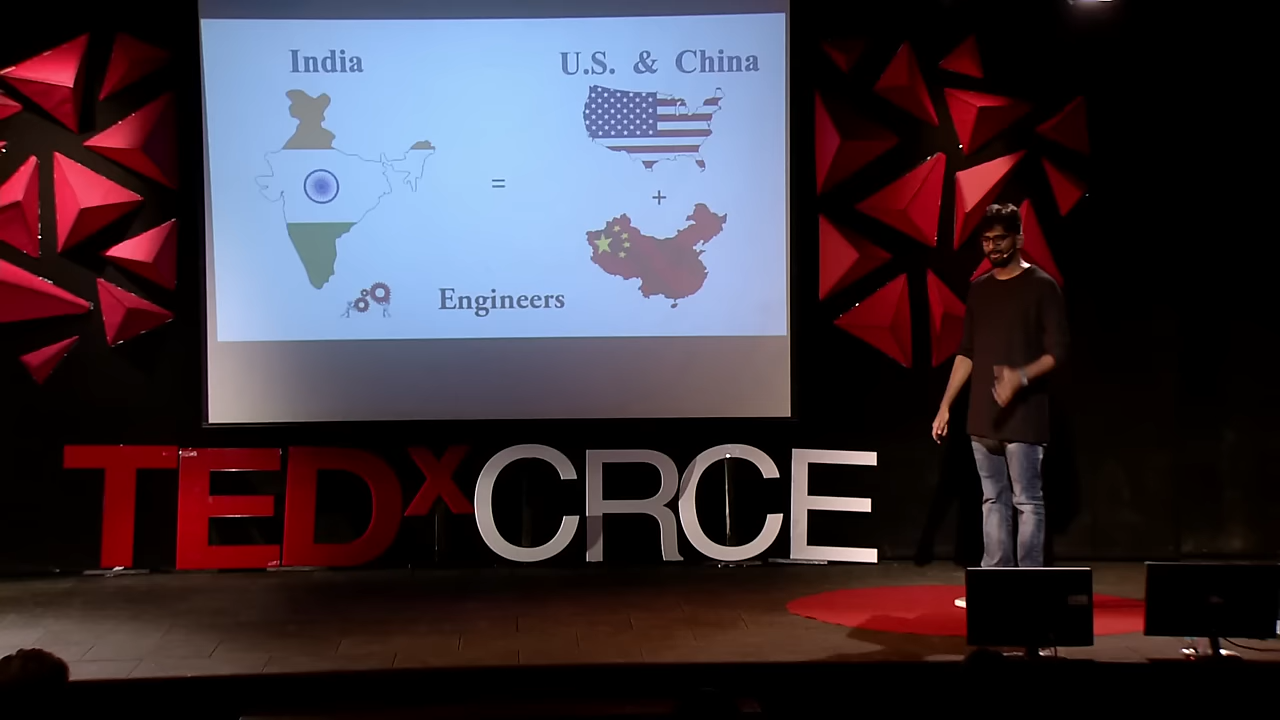 India
U.S. & China
=
+
Engineers
TEDxCRCE